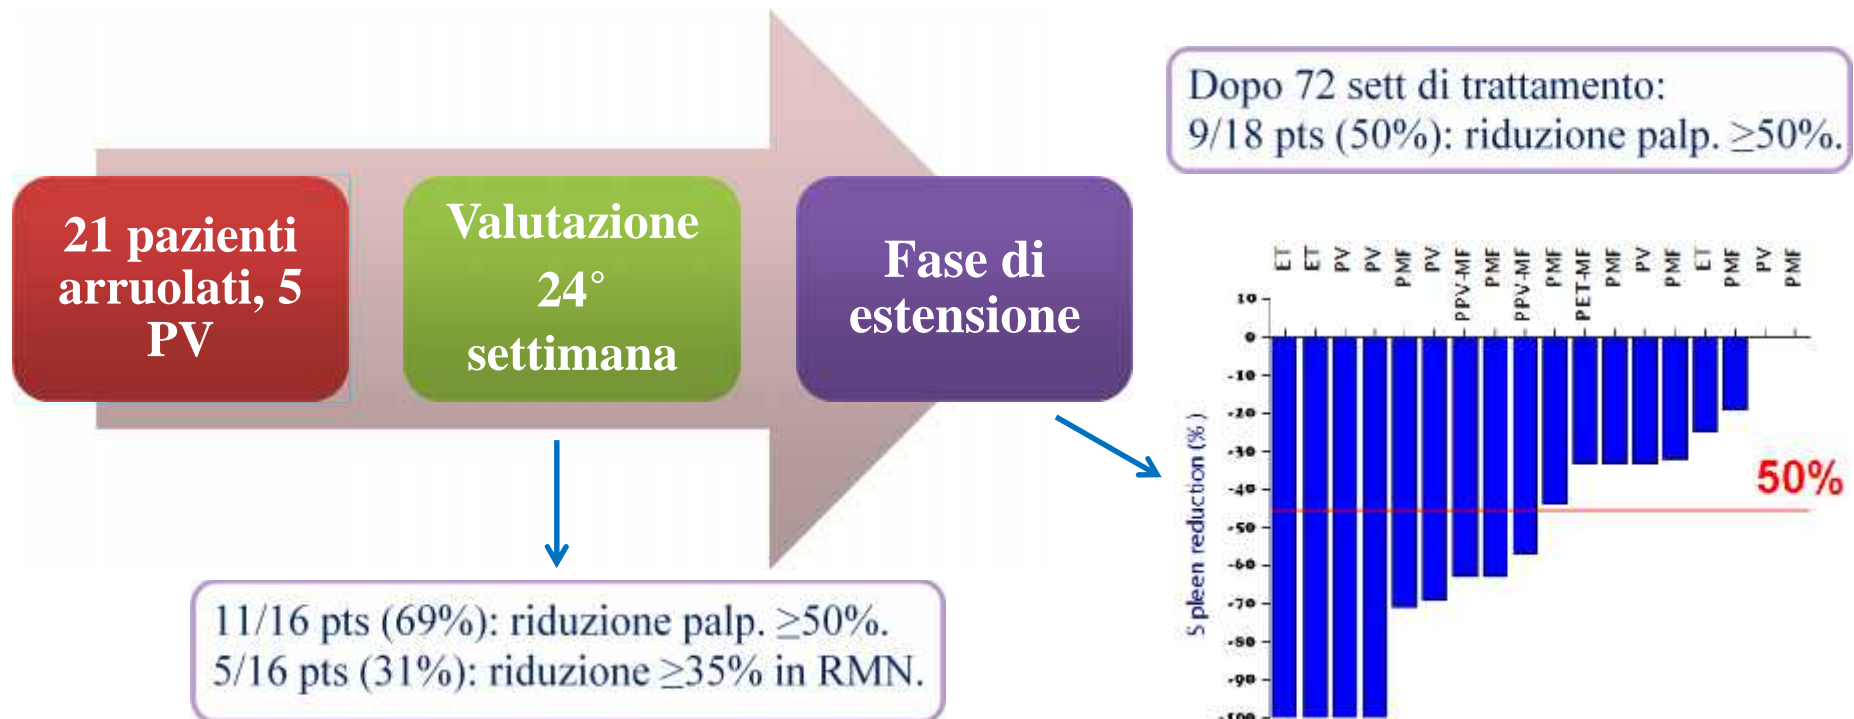 21 pazienti
arruolati, 5
PV
Valutazione
24°
settimana
Fase di
estensione
11/16 pts (69%): riduzione palp. ≥50%.
5/16 pts (31%): riduzione ≥35% in RMN.
Dopo 72 sett di trattamento:
9/18 pts (50%): riduzione palp. ≥50%.
ET
ET
PV
PV
PMF
PV
PPV-MF
PMF
PPV-MF
PMF
PET-MF
PMF
PV
PMF
ET
PMF
PV
PMF
Spleen reduction (%)
10
0
-10
-20
-30
-40
-50
-60
-70
-80
-90
-100
50%